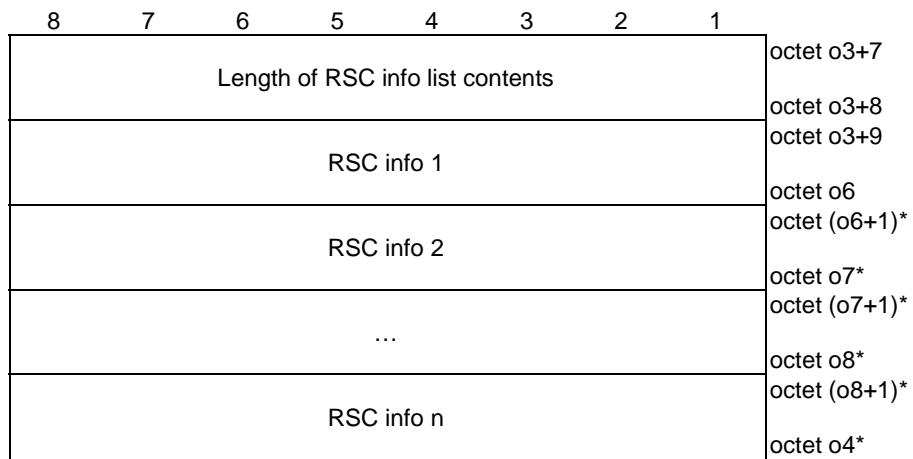 8 7 6 5 4 3 2 1
octet o3+7
Length of RSC info list contents
octet o3+8
octet o3+9
RSC info 1
octet o6
octet (o6+1)*
RSC info 2
octet o7*
octet (o7+1)*
…
octet o8*
octet (o8+1)*
RSC info n
octet o4*